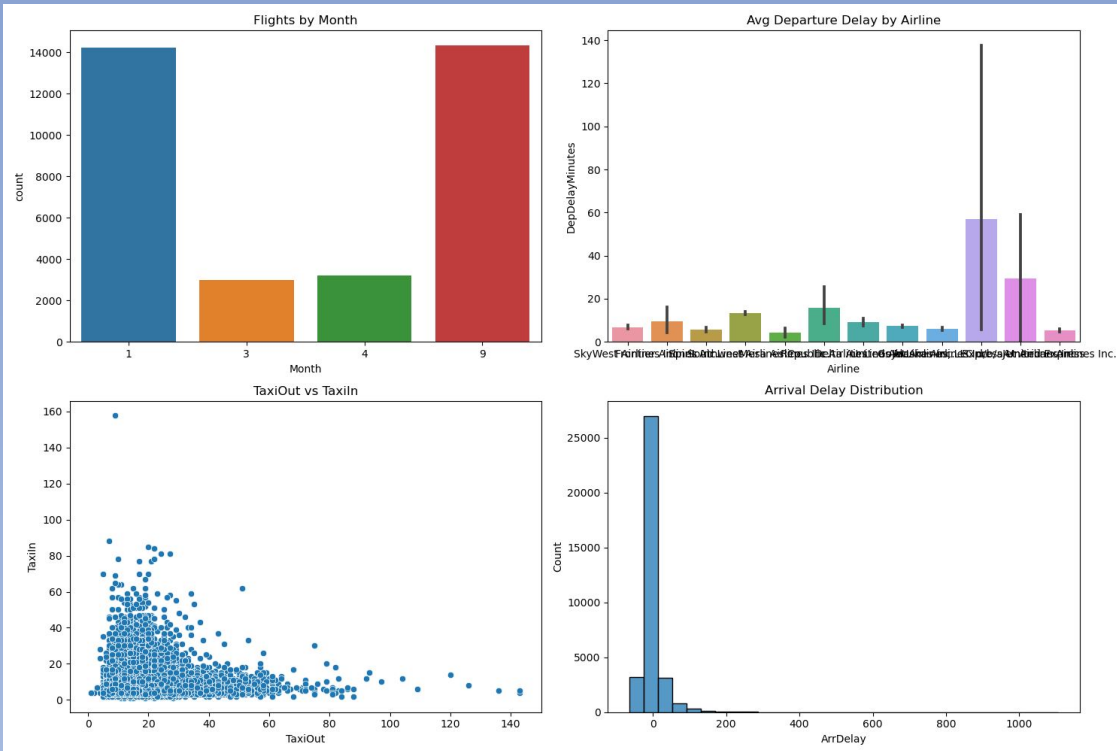 Flights by Month
14000
12000
10000
8000
6000
4000
2000
0
count
1 3 4 9
Month
Avg Departure Delay by Airline
140
120
100
80
60
40
20
0
DepDelayMinutes
SkyWest Airlines Inc.
Airline
TaxiOut vs TaxiIn
160
140
120
100
80
60
40
20
0
TaxiIn
0 20 40 60 80 100 120 140
TaxiOut
Arrival Delay Distribution
25000
20000
15000
10000
5000
0
Count
0 200 400 600 800 1000
ArrDelay